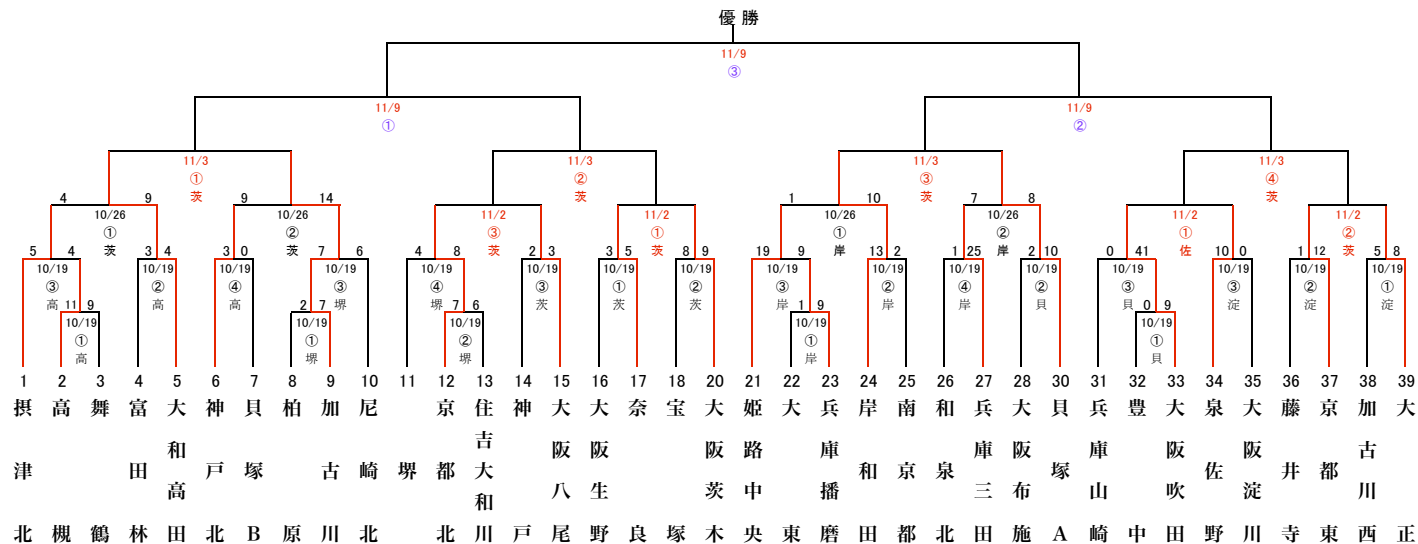 優勝
11/9
③
11/9
①
11/9
②
11/3
①
茨
11/3
②
茨
11/3
③
茨
11/3
④
茨
4 9 9 14 1 10 7 8
10/26
①
茨
10/26
②
茨
11/2
③
茨
11/2
①
茨
10/26
①
岸
10/26
②
岸
11/2
①
佐
11/2
②
茨
5 4 3 4 3 0 7 6 4 8 2 3 3 5 8 9 19 9 13 2 1 25 2 10 0 41 10 0 1 12 5 8
10/19
③
高
10/19
②
高
10/19
④
高
10/19
③
堺
10/19
④
堺
10/19
③
茨
10/19
①
茨
10/19
②
茨
10/19
③
岸
10/19
②
岸
10/19
④
岸
10/19
②
貝
10/19
③
貝
10/19
③
淀
10/19
②
淀
10/19
①
淀
11 9 2 7 7 6 1 9 0 9
10/19
①
高
10/19
①
堺
10/19
②
堺
10/19
①
岸
10/19
①
貝
1 2 3 4 5 6 7 8 9 10 11 12 13 14 15 16 17 18 20 21 22 23 24 25 26 27 28 30 31 32 33 34 35 36 37 38 39
摂津北
高槻
舞鶴
富田林
大和高田
神戸北
貝塚B
柏原
加古川
尼崎北
堺
京都北
住吉大和川
神戸
大阪八尾
大阪生野
奈良
宝塚
大阪茨木
姫路中央
大東
兵庫播磨
岸和田
南京都
和泉北
兵庫三田
大阪布施
貝塚A
兵庫山崎
豊中
大阪吹田
泉佐野
大阪淀川
藤井寺
京都東
加古川西
大正